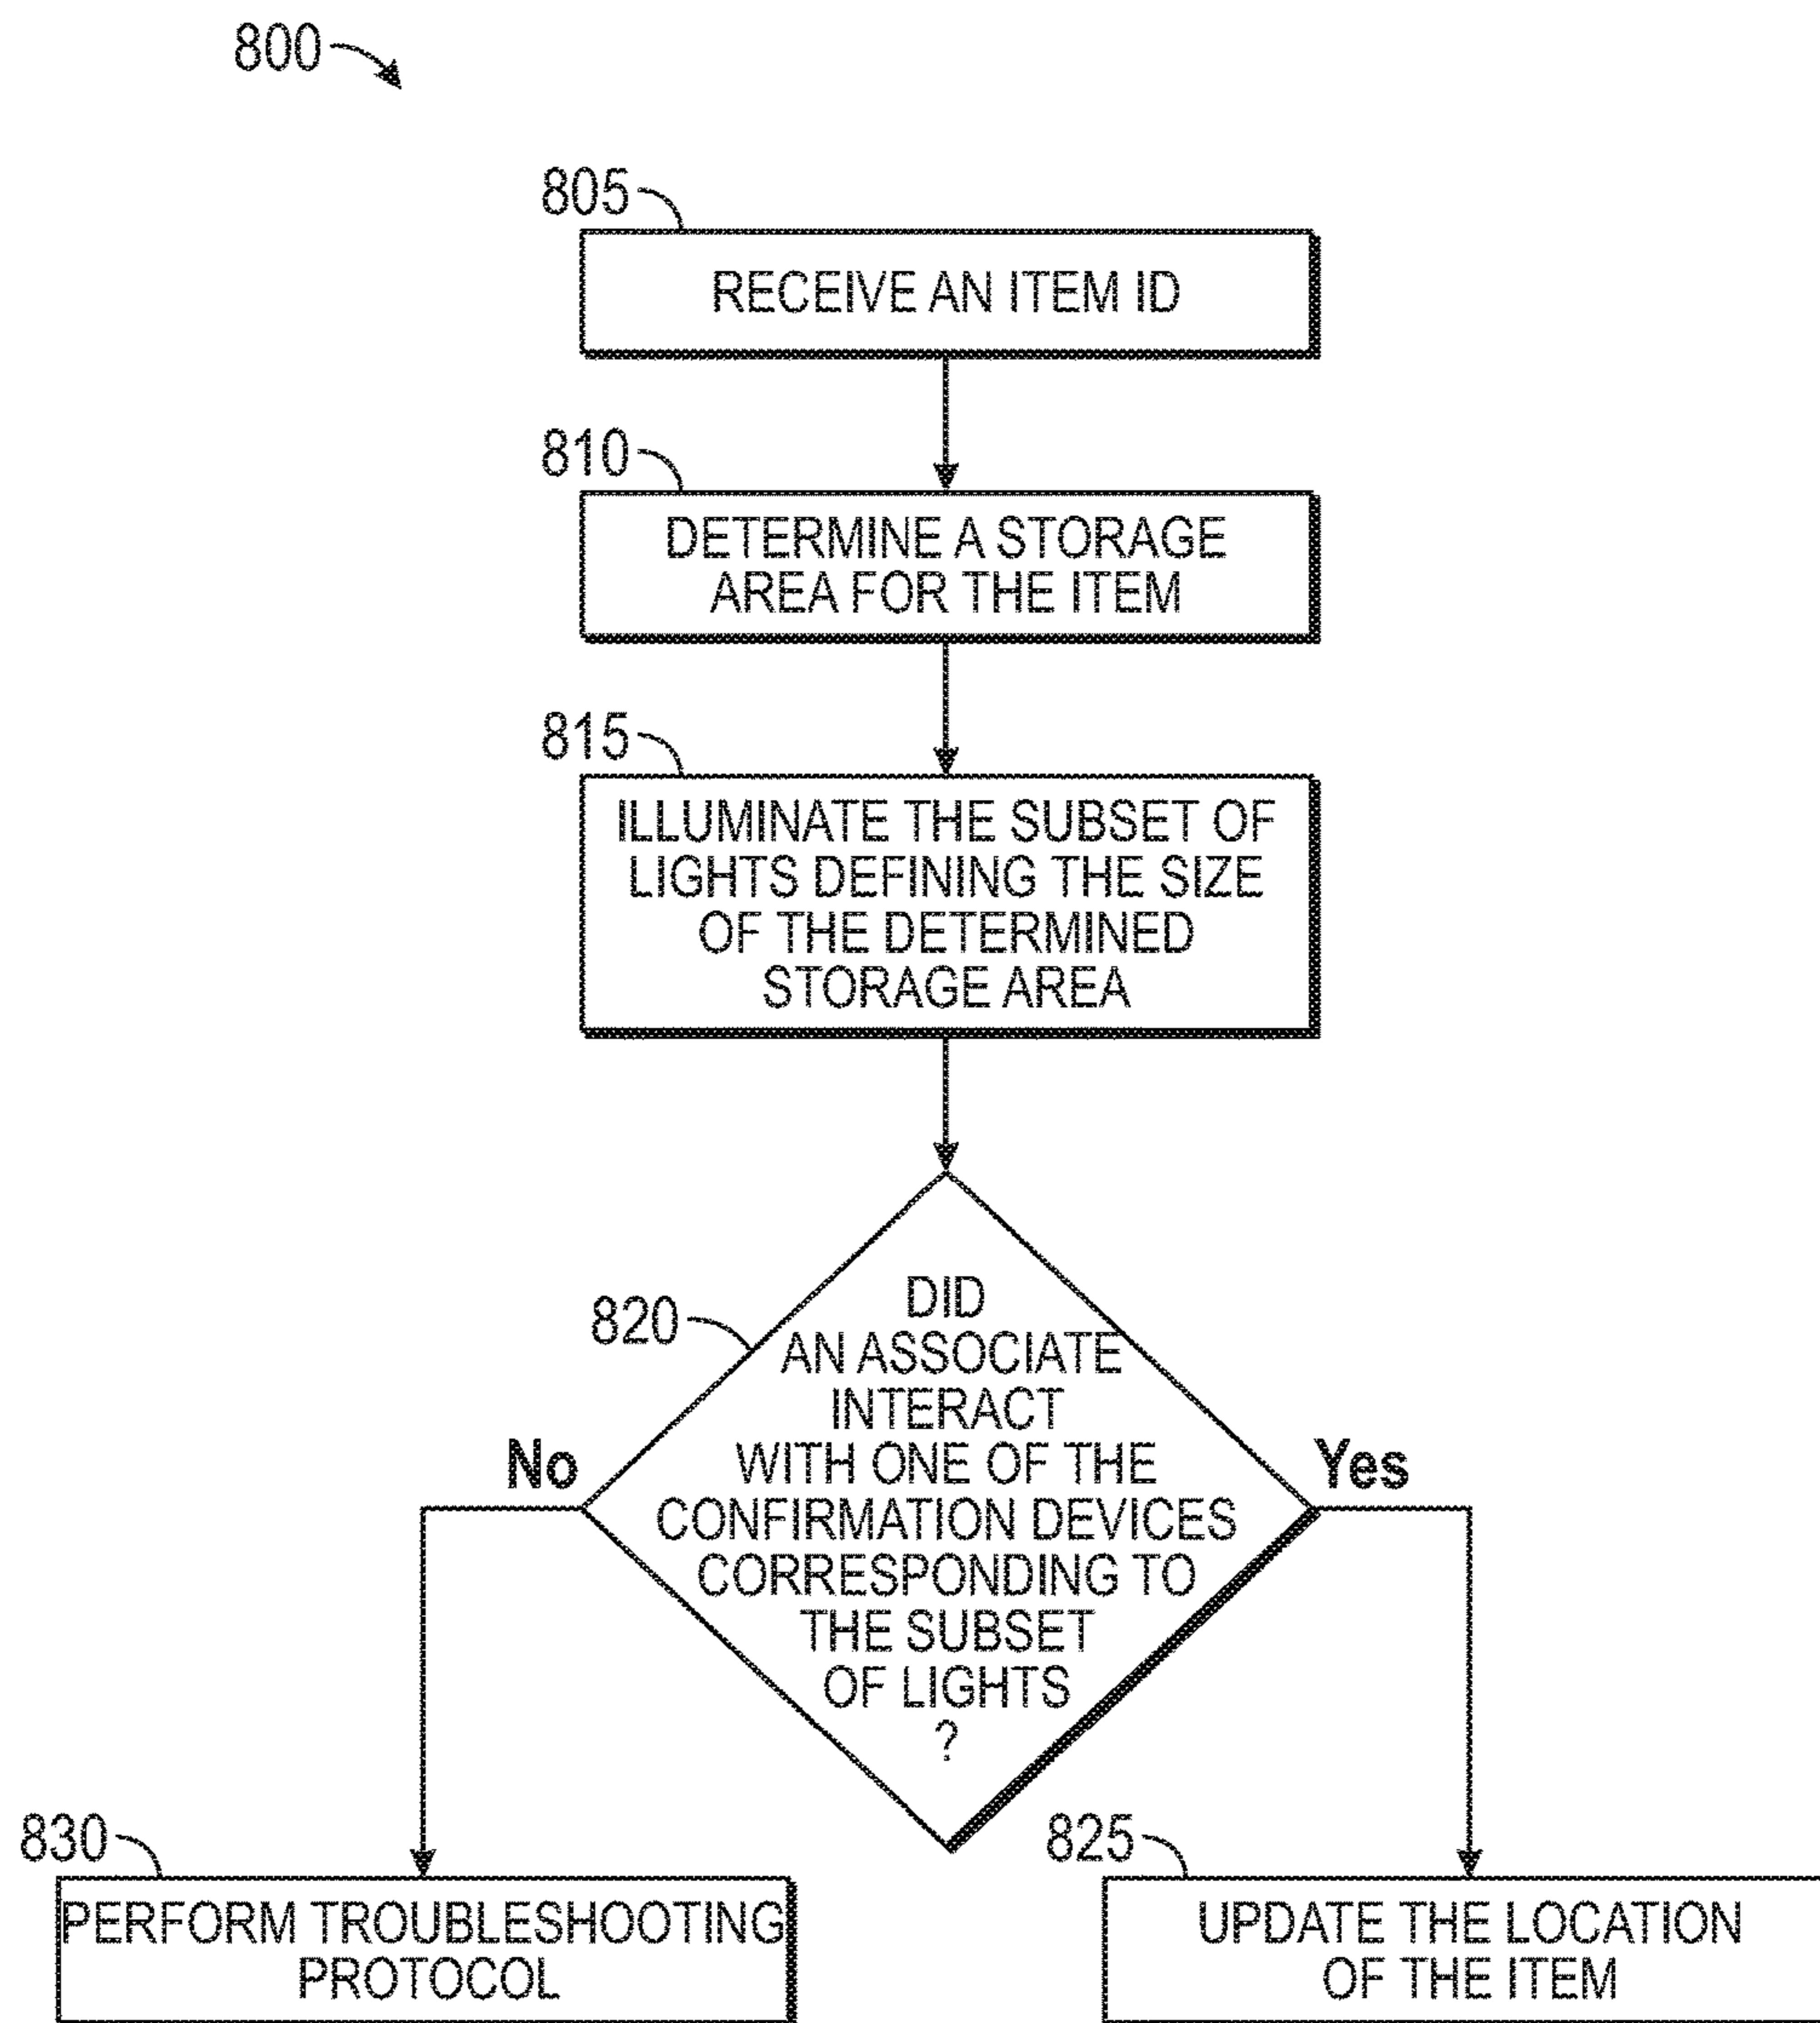 800
805
RECEIVE AN ITEM ID
810
DETERMINE A STORAGE
AREA FOR THE ITEM
815
ILLUMINATE THE SUBSET OF
LIGHTS DEFINING THE SIZE
OF THE DETERMINED
STORAGE AREA
820
DID
AN ASSOCIATE
INTERACT
WITH ONE OF THE
CONFIRMATION DEVICES
CORRESPONDING TO
THE SUBSET
OF LIGHTS
?
No
Yes
830
PERFORM TROUBLESHOOTING
PROTOCOL
825
UPDATE THE LOCATION
OF THE ITEM